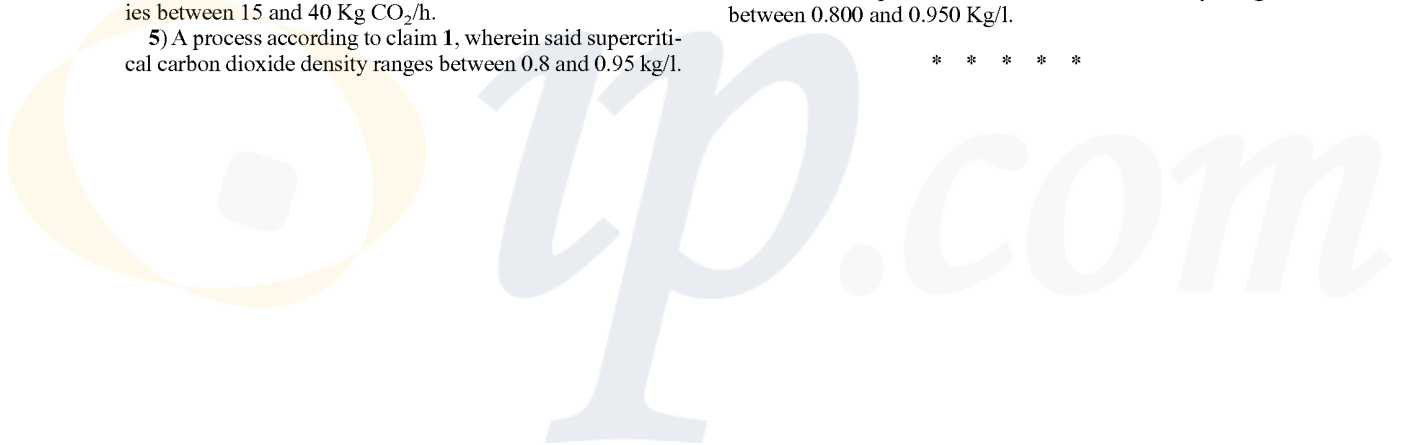 ies between 15 and 40 Kg CO₂/h.
5) A process according to claim 1, wherein said supercriti-
cal carbon dioxide density ranges between 0.8 and 0.95 kg/l.
between 0.800 and 0.950 Kg/l.
* * * * *
ip.com